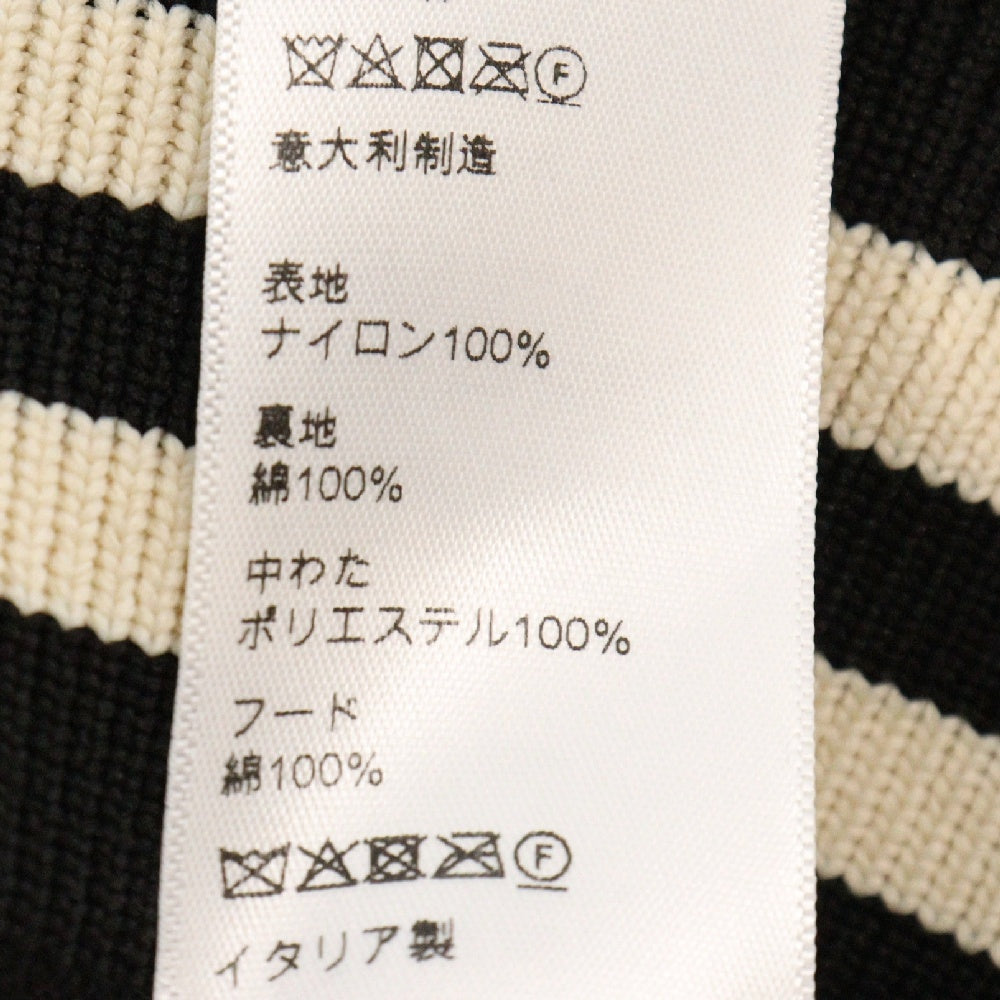 F
意大利制造
表地
ナイロン100%
裏地
綿100%
中わた
ポリエステル100%
フード
綿100%
F
イタリア製